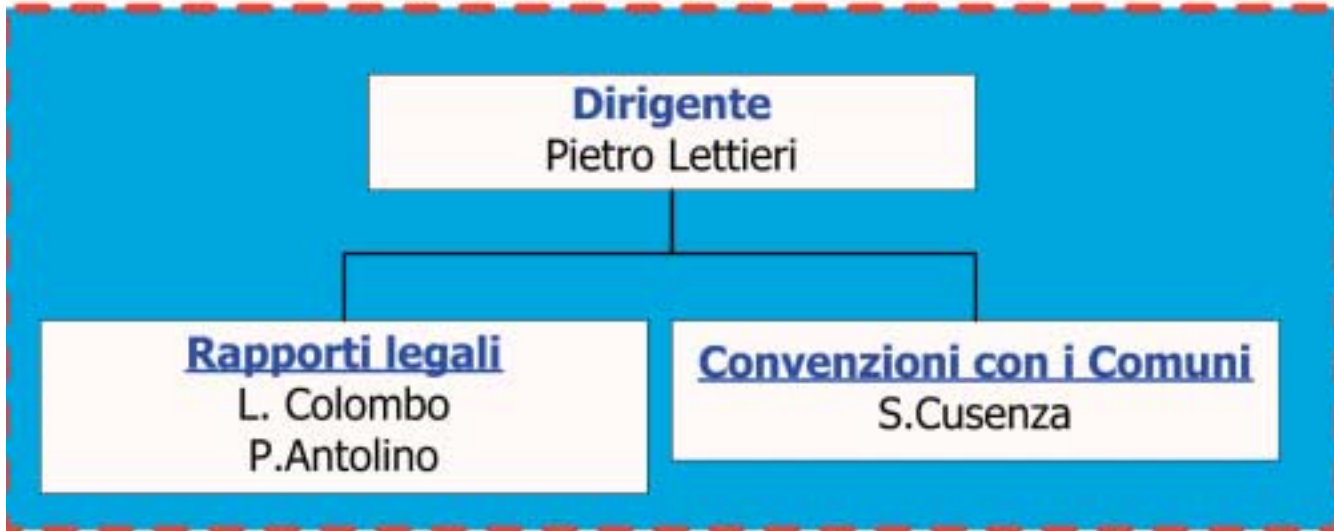 Dirigente
Pietro Lettieri
Rapporti legali
L. Colombo
P.Antolino
Convenzioni con i Comuni
S.Cusenza